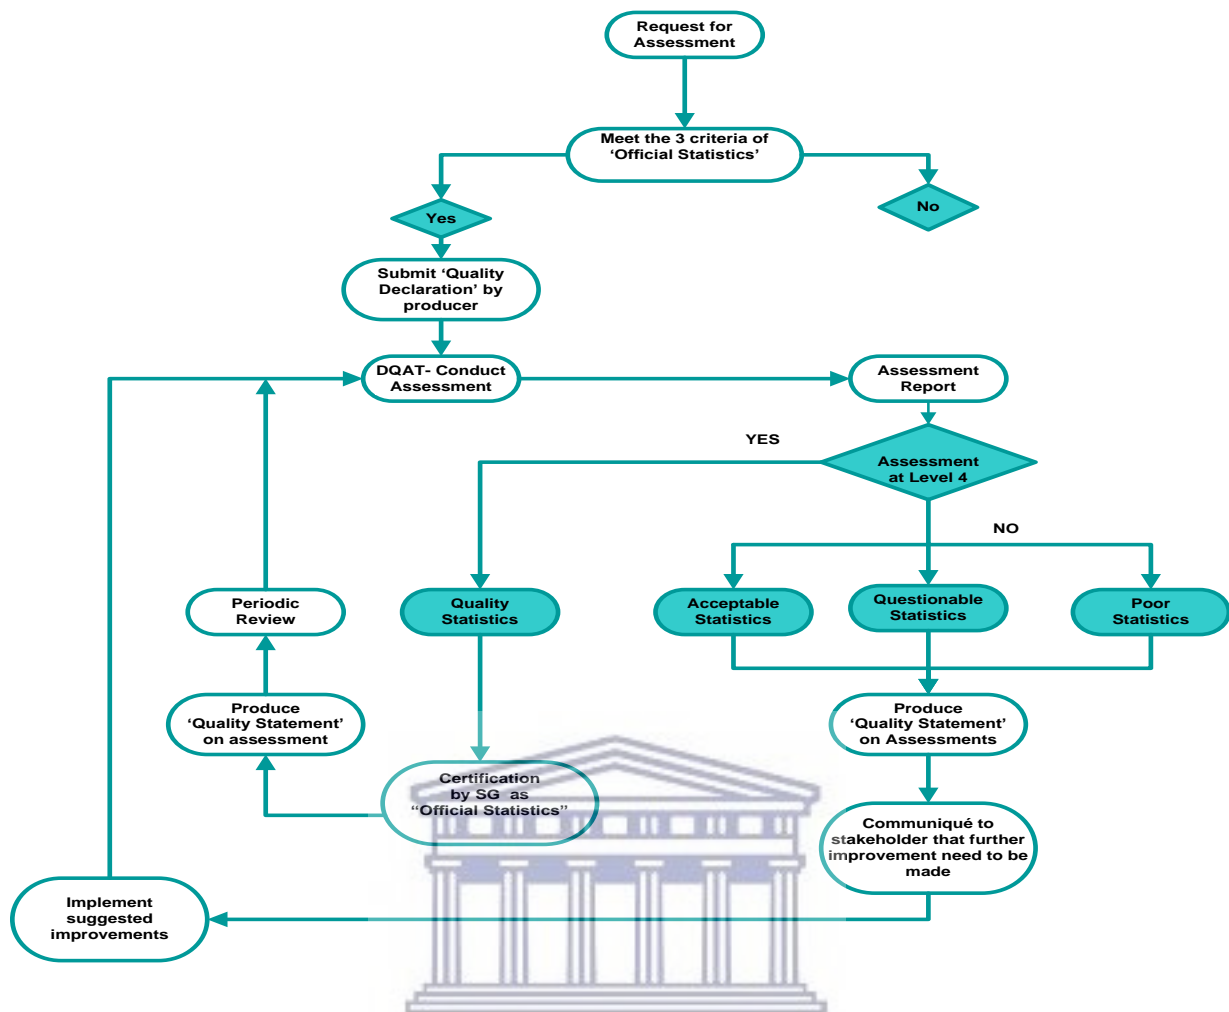 Request for
Assessment
Meet the 3 criteria of
‘Official Statistics’
Yes
No
Submit ‘Quality
Declaration’ by
producer
DQAT- Conduct
Assessment
Assessment
Report
YES
Assessment
at Level 4
NO
Periodic
Review
Quality
Statistics
Acceptable
Statistics
Questionable
Statistics
Poor
Statistics
Produce
‘Quality Statement’
on assessment
Produce
‘Quality Statement’
on Assessments
Certification
by SG as
“Official Statistics”
Communiqué to
stakeholder that further
improvement need to be
made
Implement
suggested
improvements